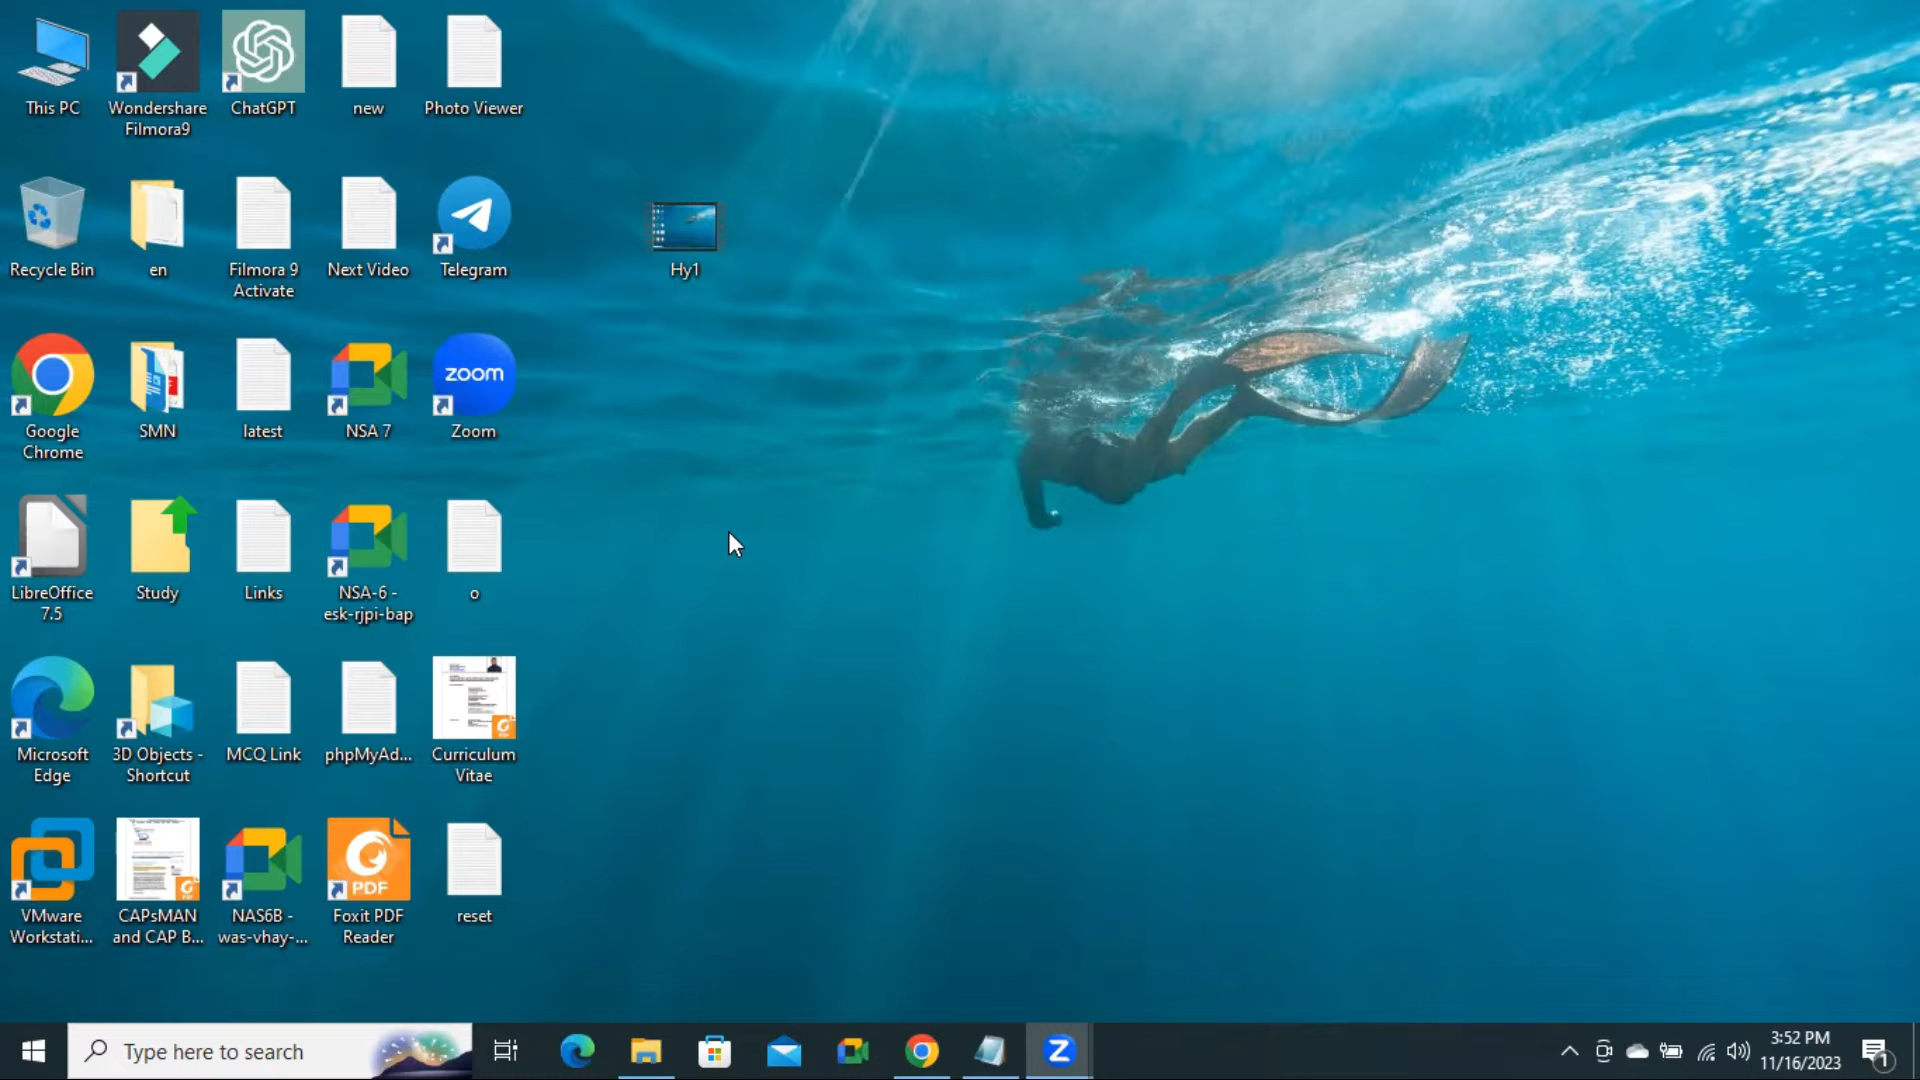 This PC
Wondershare
Filmora9
ChatGPT
new
Photo Viewer
Recycle Bin
en
Filmora 9
Activate
Next Video
Telegram
Hy1
Google
Chrome
SMN
latest
NSA 7
zoom
Zoom
LibreOffice
7.5
Study
Links
NSA-6 -
esk-rjpi-bap
o
Microsoft
Edge
3D Objects -
Shortcut
MCQ Link
phpMyAd...
Curriculum
Vitae
VMware
Workstati...
CAPsMAN
and CAP B...
NAS6B -
was-vhay-...
PDF
Foxit PDF
Reader
reset
Type here to search
Z
3:52 PM
11/16/2023
1